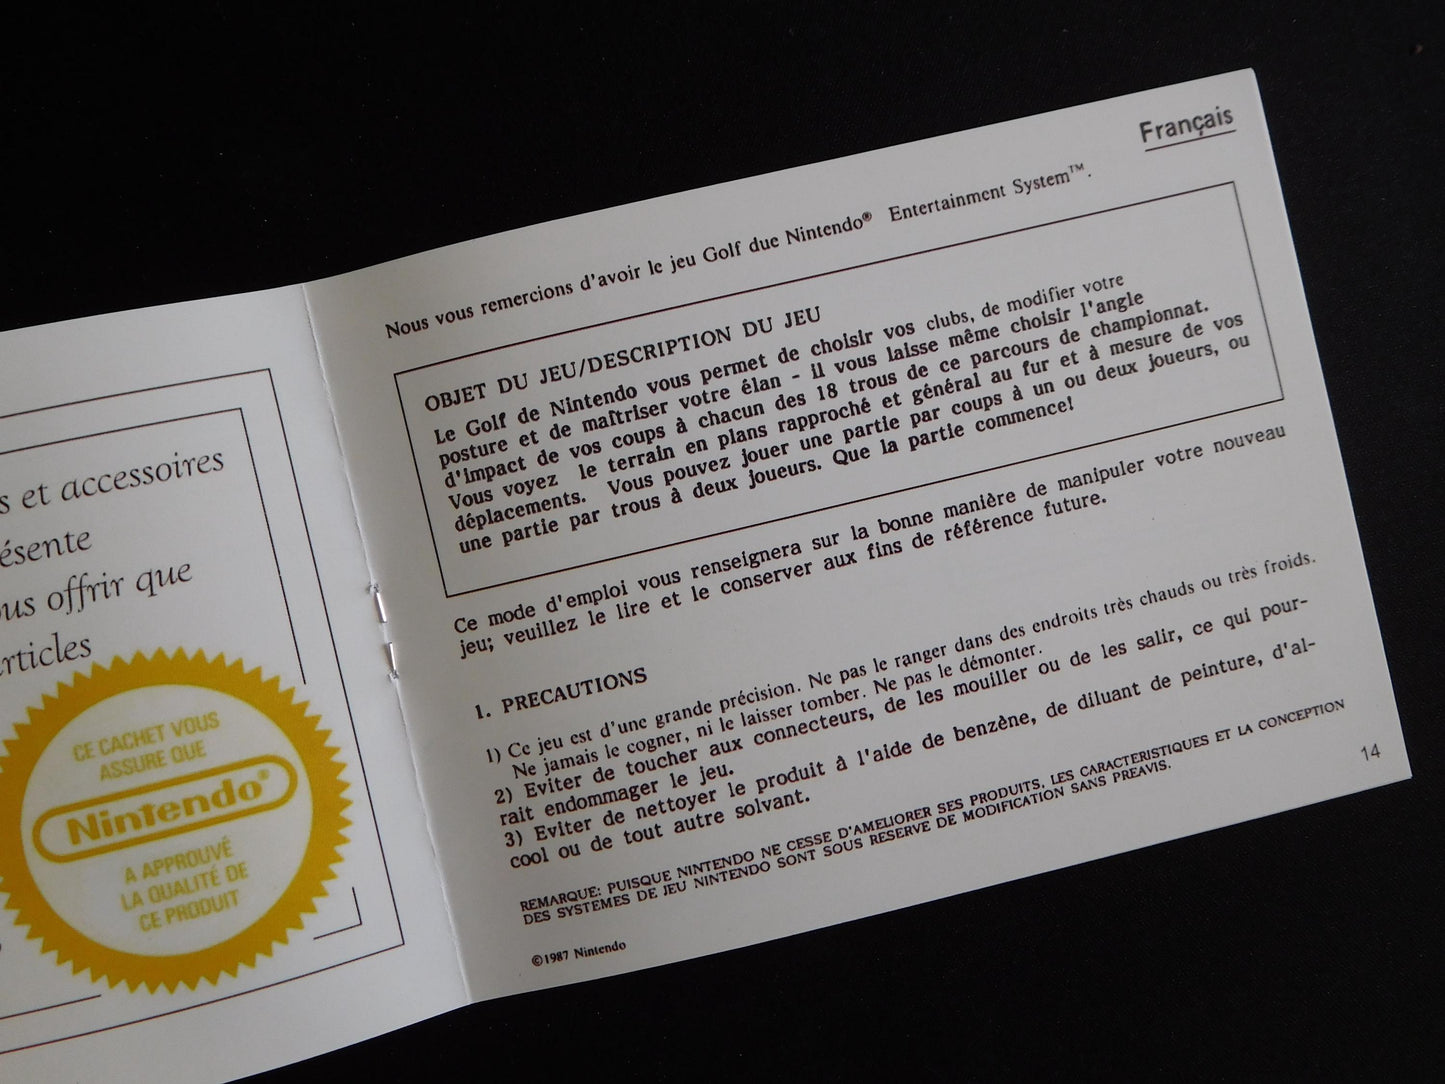 s et accessoires
ésente
ous offrir que
rticles
CE CACHET VOUS
ASSURE QUE
Nintendo®
A APPROUVÉ
LA QUALITÉ DE
CE PRODUIT
Français
Nous vous remercions d'avoir le jeu Golf due Nintendo® Entertainment System™.
OBJET DU JEU/DESCRIPTION DU JEU
Le Golf de Nintendo vous permet de choisir vos clubs, de modifier votre
posture et de maîtriser votre élan - il vous laisse même choisir l'angle
d'impact de vos coups à chacun des 18 trous de ce parcours de championnat.
Vous voyez le terrain en plans rapproché et général au fur et à mesure de vos
déplacements. Vous pouvez jouer une partie par coups à un ou deux joueurs, ou
une partie par trous à deux joueurs. Que la partie commence!
Ce mode d'emploi vous renseignera sur la bonne manière de manipuler votre nouveau
jeu; veuillez le lire et le conserver aux fins de référence future.
1. PRECAUTIONS
1) Ce jeu est d'une grande précision. Ne pas le ranger dans des endroits très chauds ou très froids.
Ne jamais le cogner, ni le laisser tomber. Ne pas le démonter.
2) Eviter de toucher aux connecteurs, de les mouiller ou de les salir, ce qui pour-
rait endommager le jeu.
3) Eviter de nettoyer le produit à l'aide de benzène, de diluant de peinture, d'al-
cool ou de tout autre solvant.
REMARQUE: PUISQUE NINTENDO NE CESSE D'AMELIORER SES PRODUITS, LES CARACTERISTIQUES ET LA CONCEPTION
DES SYSTEMES DE JEU NINTENDO SONT SOUS RESERVE DE MODIFICATION SANS PREAVIS.
14
©1987 Nintendo